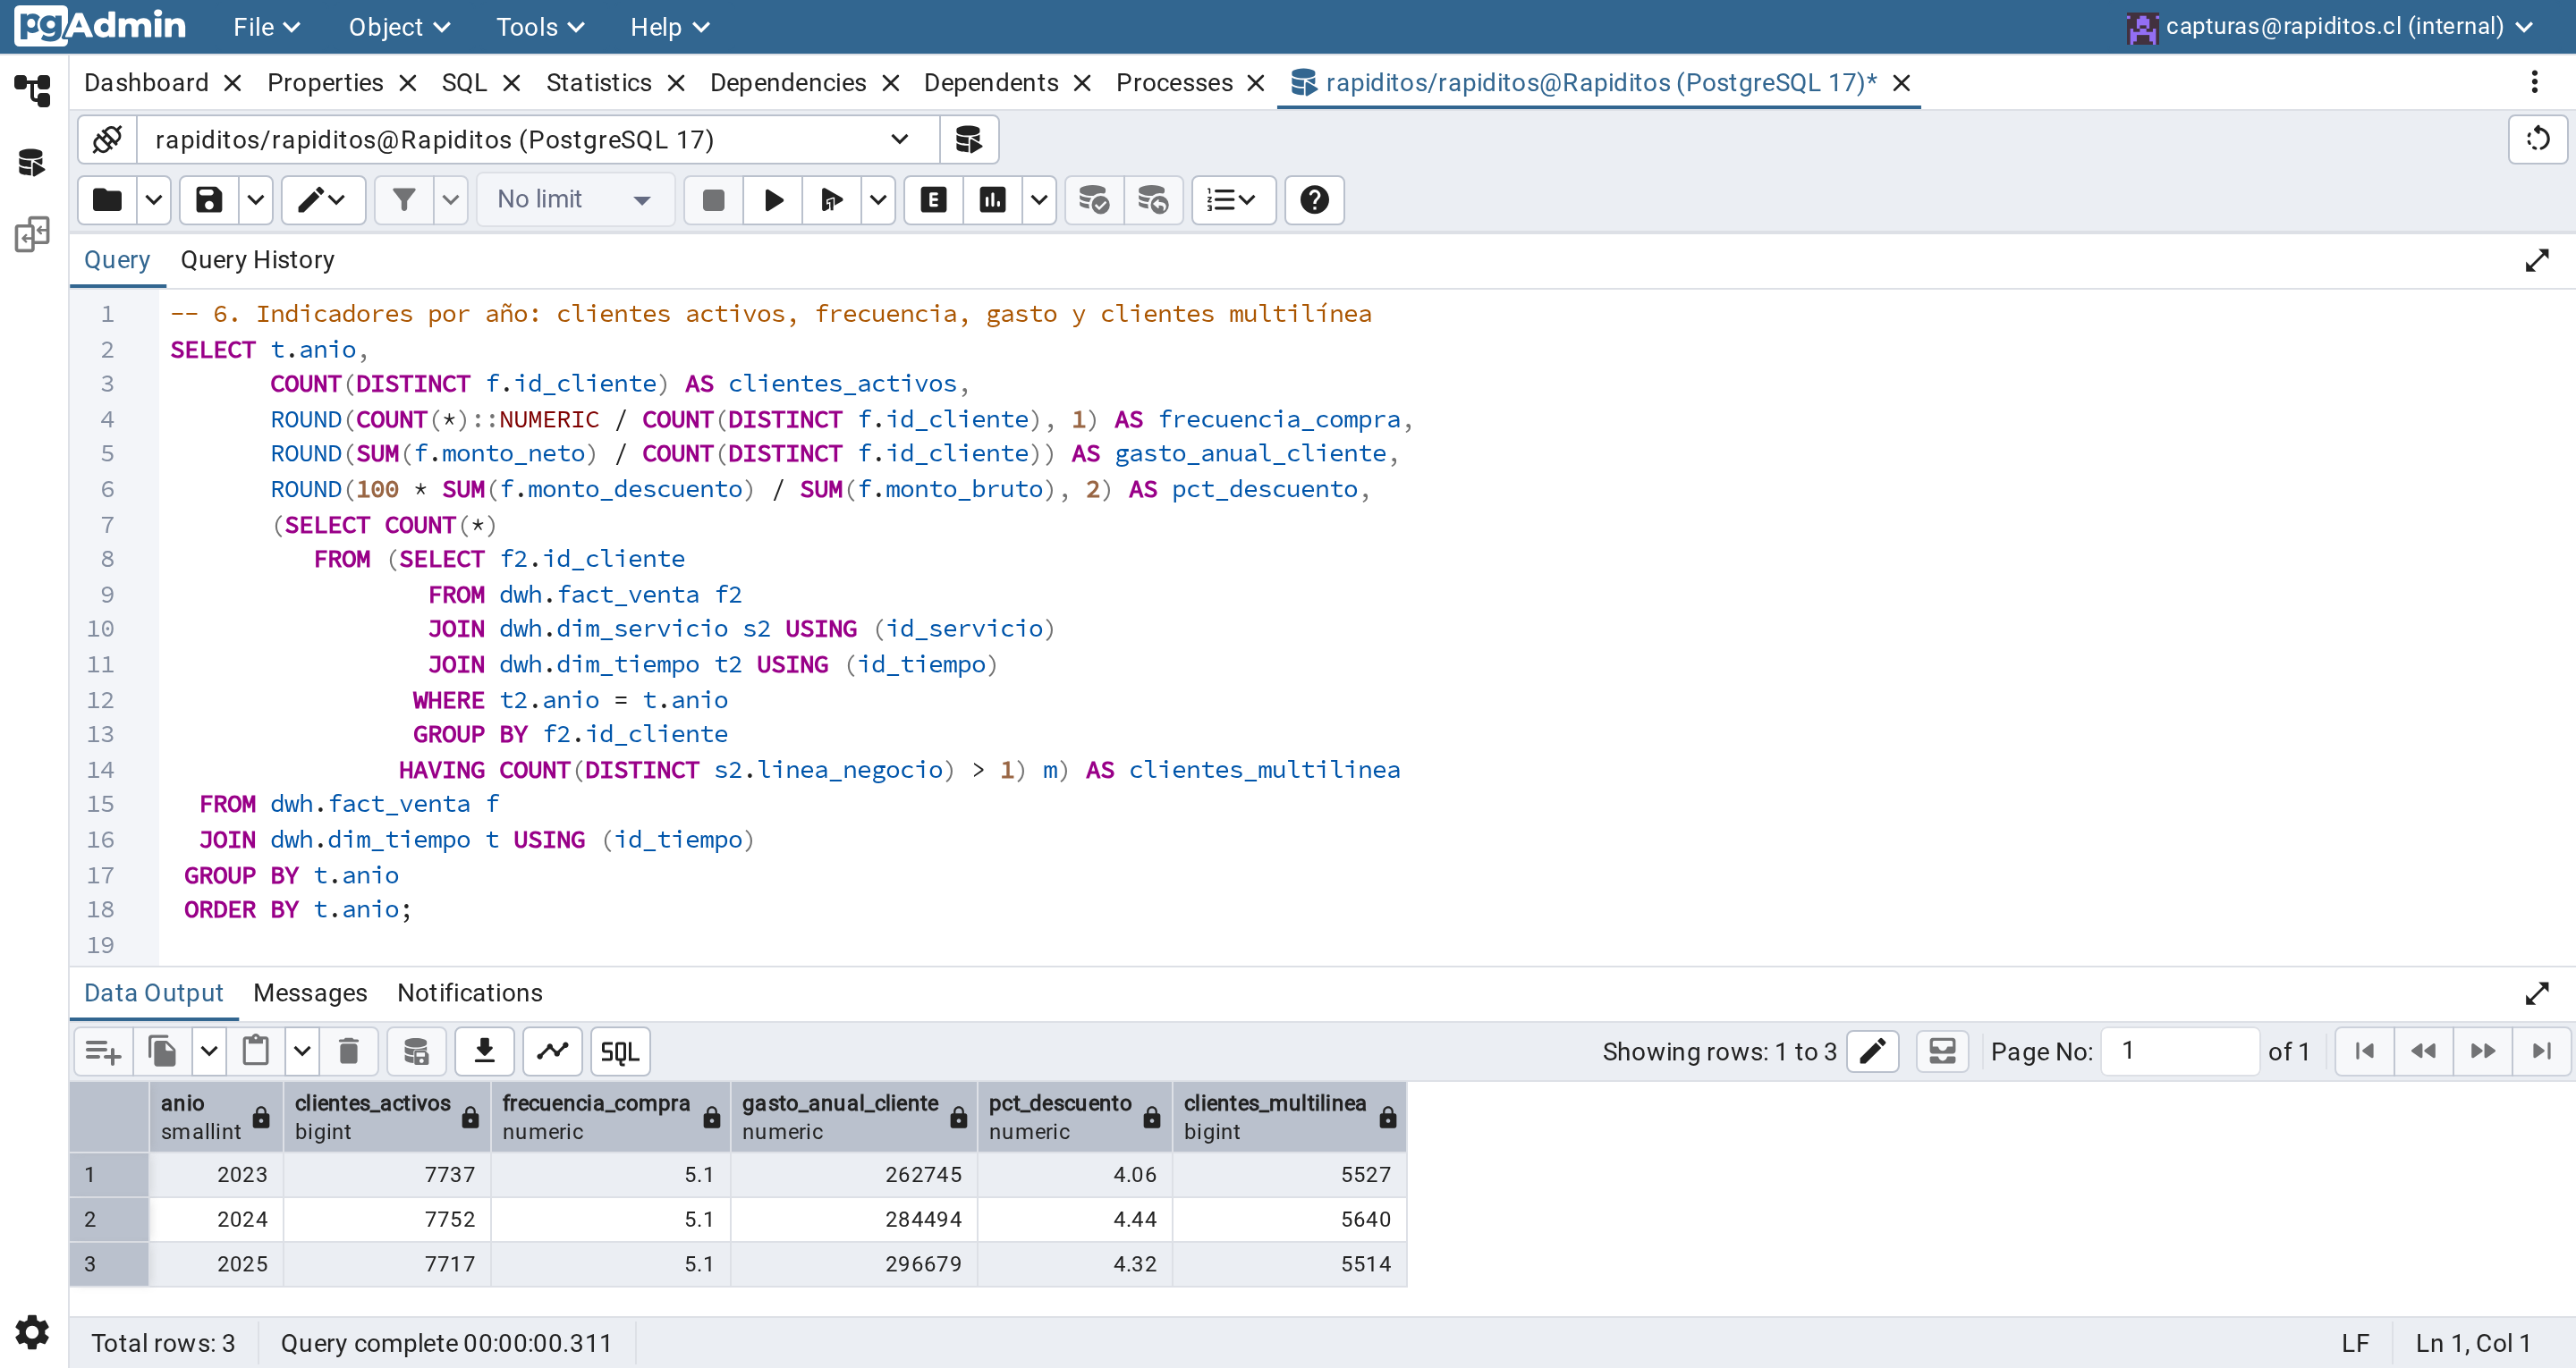 pgAdmin File Object Tools Help capturas@rapiditos.cl (internal)
Dashboard Properties SQL Statistics Dependencies Dependents Processes rapiditos/rapiditos@Rapiditos (PostgreSQL 17)*
rapiditos/rapiditos@Rapiditos (PostgreSQL 17)
No limit
Query Query History
1 -- 6. Indicadores por año: clientes activos, frecuencia, gasto y clientes multilínea
2 SELECT t.anio,
3 COUNT(DISTINCT f.id_cliente) AS clientes_activos,
4 ROUND(COUNT(*)::NUMERIC / COUNT(DISTINCT f.id_cliente), 1) AS frecuencia_compra,
5 ROUND(SUM(f.monto_neto) / COUNT(DISTINCT f.id_cliente)) AS gasto_anual_cliente,
6 ROUND(100 * SUM(f.monto_descuento) / SUM(f.monto_bruto), 2) AS pct_descuento,
7 (SELECT COUNT(*)
8 FROM (SELECT f2.id_cliente
9 FROM dwh.fact_venta f2
10 JOIN dwh.dim_servicio s2 USING (id_servicio)
11 JOIN dwh.dim_tiempo t2 USING (id_tiempo)
12 WHERE t2.anio = t.anio
13 GROUP BY f2.id_cliente
14 HAVING COUNT(DISTINCT s2.linea_negocio) > 1) m) AS clientes_multilinea
15 FROM dwh.fact_venta f
16 JOIN dwh.dim_tiempo t USING (id_tiempo)
17 GROUP BY t.anio
18 ORDER BY t.anio;
19
Data Output Messages Notifications
SQL Showing rows: 1 to 3 Page No: 1 of 1
anio clientes_activos frecuencia_compra gasto_anual_cliente pct_descuento clientes_multilinea
smallint bigint numeric numeric numeric bigint
1 2023 7737 5.1 262745 4.06 5527
2 2024 7752 5.1 284494 4.44 5640
3 2025 7717 5.1 296679 4.32 5514
Total rows: 3 Query complete 00:00:00.311 LF Ln 1, Col 1